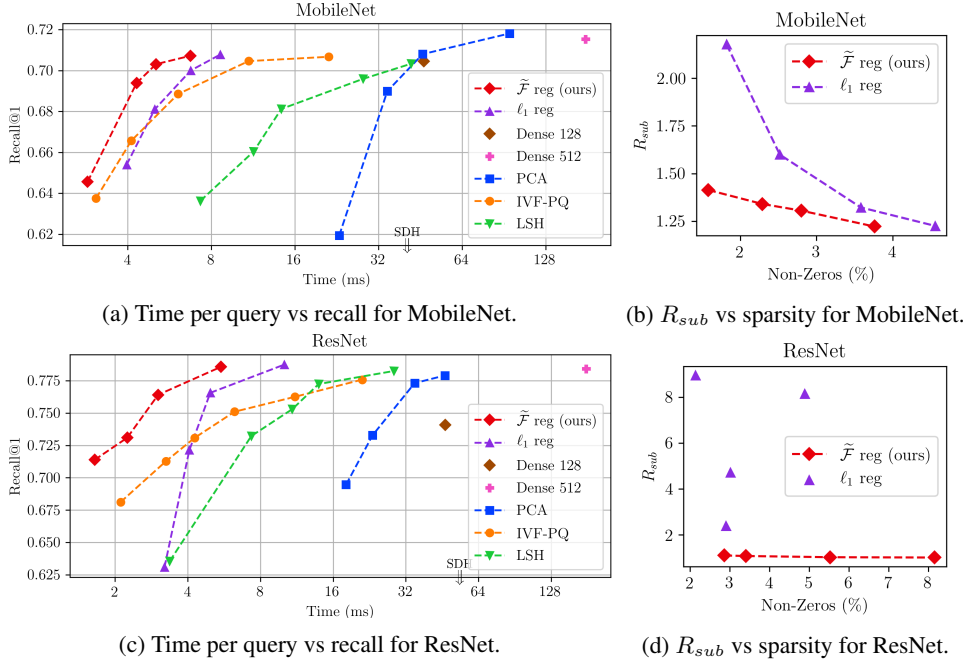 MobileNet
0.72
0.70
0.68
0.66
0.64
0.62
Recall@1
F̃ reg (ours)
ℓ₁ reg
Dense 128
Dense 512
PCA
IVF-PQ
LSH
SDH
4 8 16 32 64 128
Time (ms)
(a) Time per query vs recall for MobileNet.
MobileNet
2.00
1.75
1.50
1.25
R_sub
F̃ reg (ours)
ℓ₁ reg
2 3 4
Non-Zeros (%)
(b) R_sub vs sparsity for MobileNet.
ResNet
0.775
0.750
0.725
0.700
0.675
0.650
0.625
Recall@1
F̃ reg (ours)
ℓ₁ reg
Dense 128
Dense 512
PCA
IVF-PQ
LSH
SDH
2 4 8 16 32 64 128
Time (ms)
(c) Time per query vs recall for ResNet.
ResNet
8
6
4
2
R_sub
F̃ reg (ours)
ℓ₁ reg
2 3 4 5 6 7 8
Non-Zeros (%)
(d) R_sub vs sparsity for ResNet.